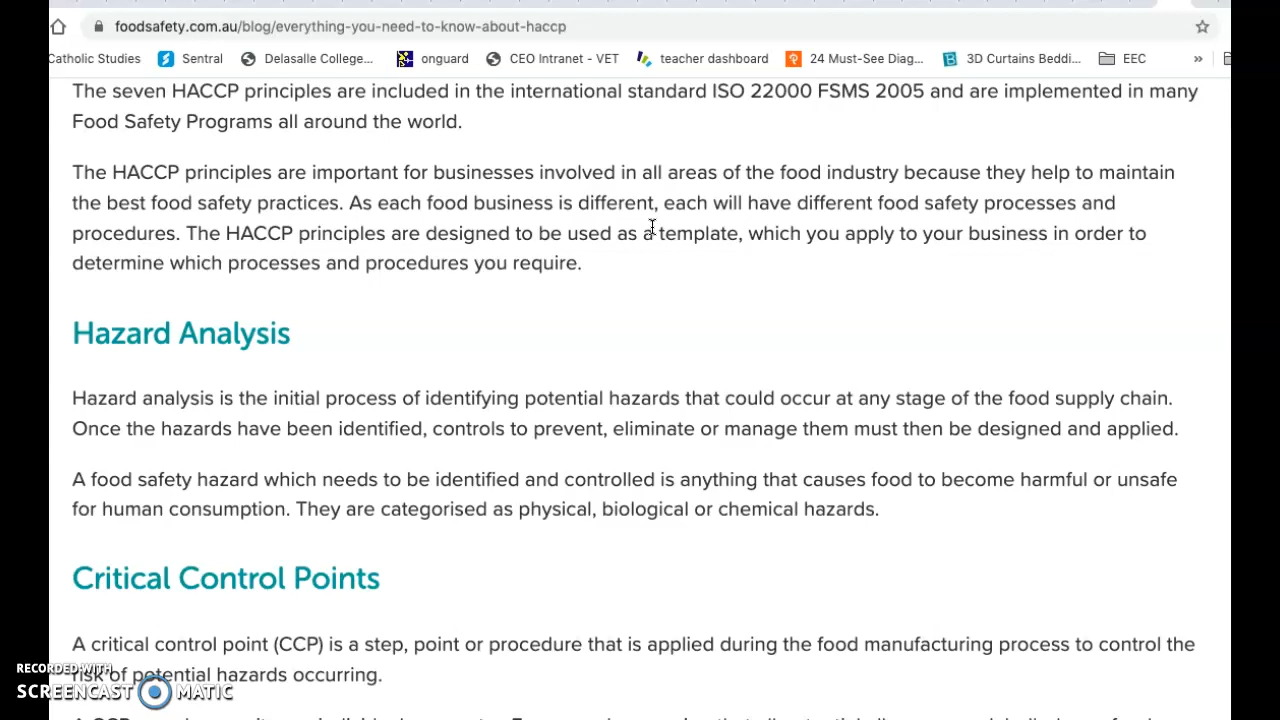 foodsafety.com.au/blog/everything-you-need-to-know-about-haccp
Catholic Studies Sentral Delasalle College... onguard CEO Intranet - VET teacher dashboard 24 Must-See Diag... 3D Curtains Beddi... EEC »
The seven HACCP principles are included in the international standard ISO 22000 FSMS 2005 and are implemented in many
Food Safety Programs all around the world.
The HACCP principles are important for businesses involved in all areas of the food industry because they help to maintain
the best food safety practices. As each food business is different, each will have different food safety processes and
procedures. The HACCP principles are designed to be used as a template, which you apply to your business in order to
determine which processes and procedures you require.
Hazard Analysis
Hazard analysis is the initial process of identifying potential hazards that could occur at any stage of the food supply chain.
Once the hazards have been identified, controls to prevent, eliminate or manage them must then be designed and applied.
A food safety hazard which needs to be identified and controlled is anything that causes food to become harmful or unsafe
for human consumption. They are categorised as physical, biological or chemical hazards.
Critical Control Points
A critical control point (CCP) is a step, point or procedure that is applied during the food manufacturing process to control the
risk of potential hazards occurring.
RECORDED WITH
SCREENCAST MATIC